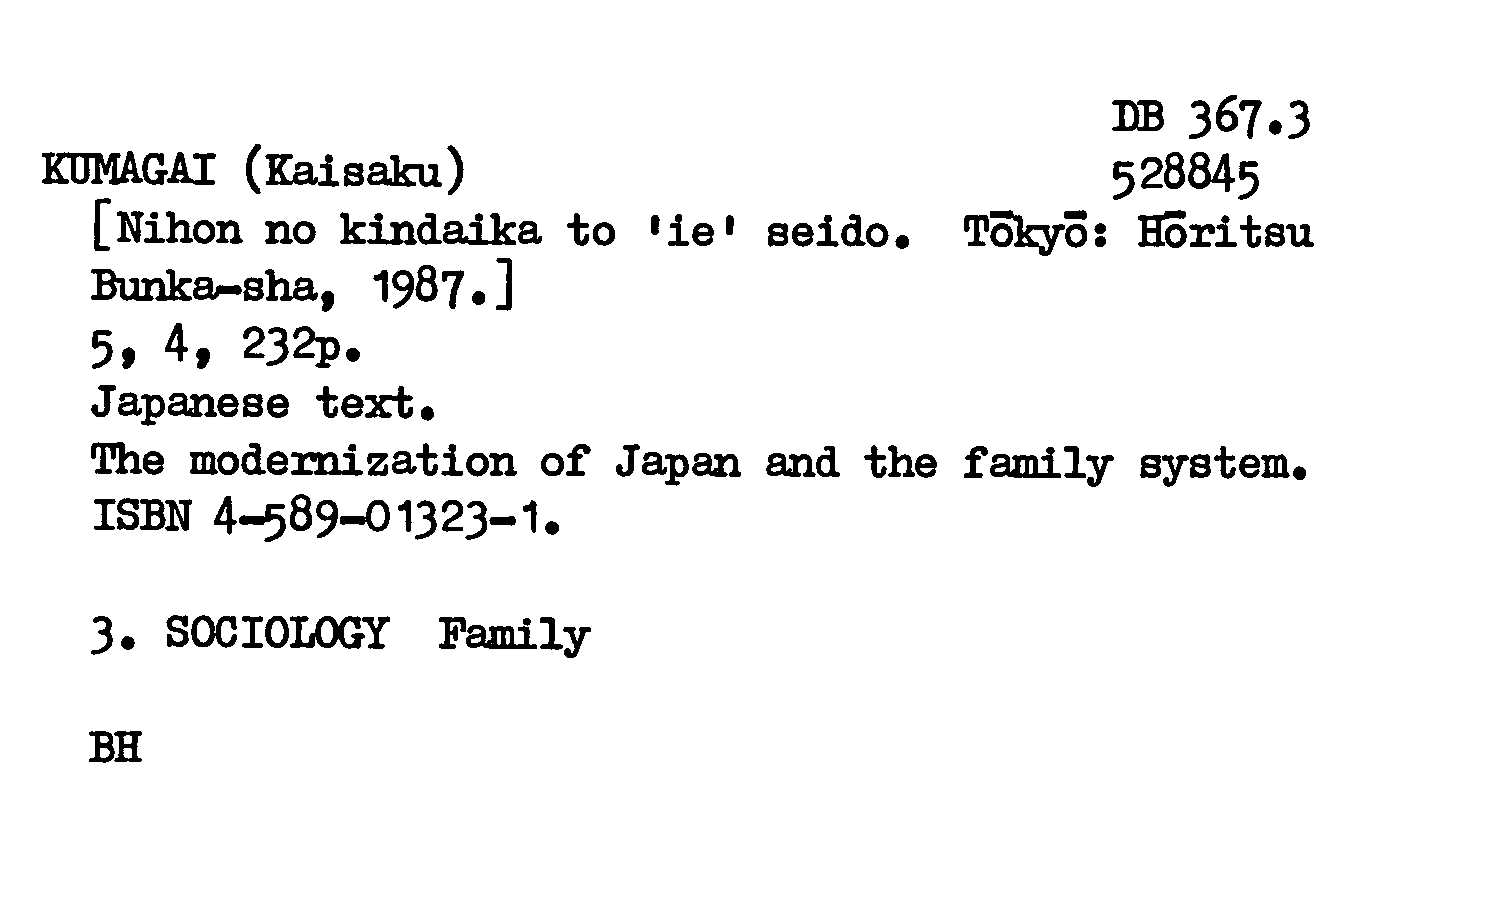 DB 367.3
KUMAGAI (Kaisaku) 528845
[Nihon no kindaika to 'ie' seido. Tōkyō: Hōritsu
Bunka-sha, 1987.]
5, 4, 232p.
Japanese text.
The modernization of Japan and the family system.
ISBN 4-589-01323-1.
3. SOCIOLOGY Family
BH